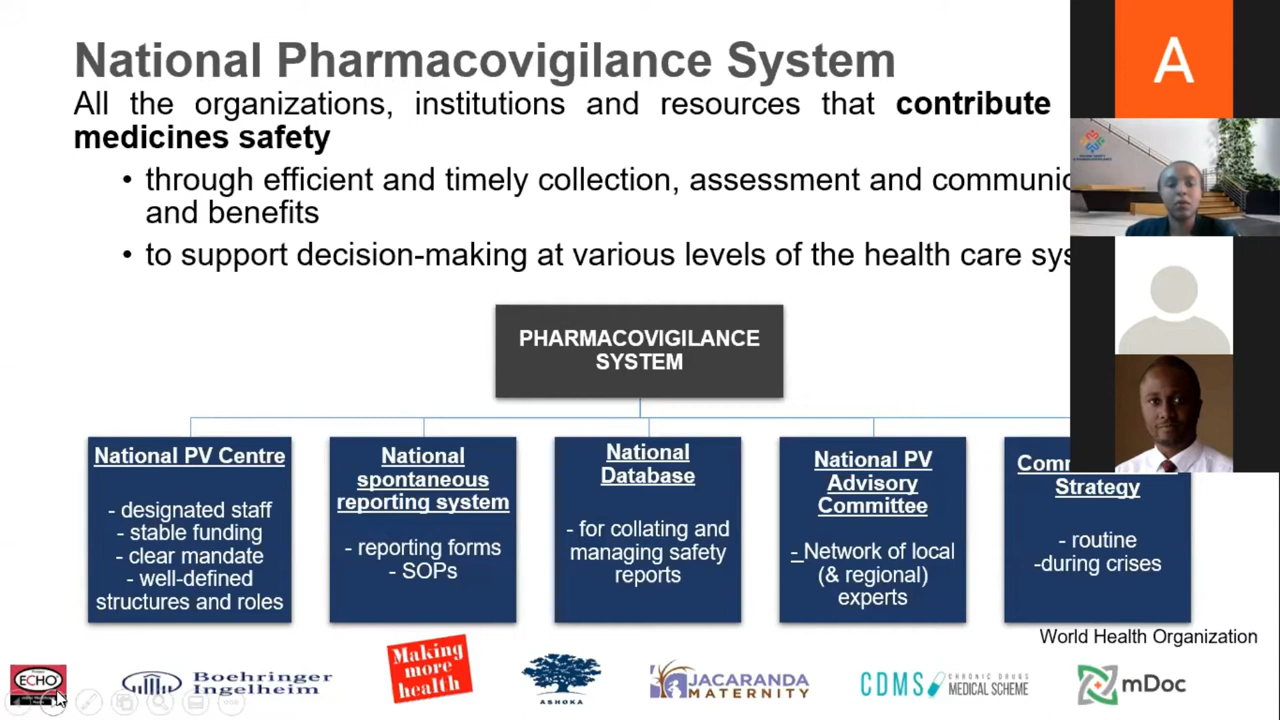 National Pharmacovigilance System
All the organizations, institutions and resources that contribute
medicines safety
• through efficient and timely collection, assessment and
and benefits
• to support decision-making at various levels of the health care
PHARMACOVIGILANCE
SYSTEM
National PV Centre
- designated staff
- stable funding
- clear mandate
- well-defined
structures and roles
National
spontaneous
reporting system
- reporting forms
- SOPs
National
Database
- for collating and
managing safety
reports
National PV
Advisory
Committee
- Network of local
(& regional)
experts
Strategy
- routine
-during crises
World Health Organization
A
ECHO
Boehringer
Ingelheim
Making
more
health
ASHOKA
JACARANDA
MATERNITY
CDMS
CHRONIC DRUGS
MEDICAL SCHEME
mDoc